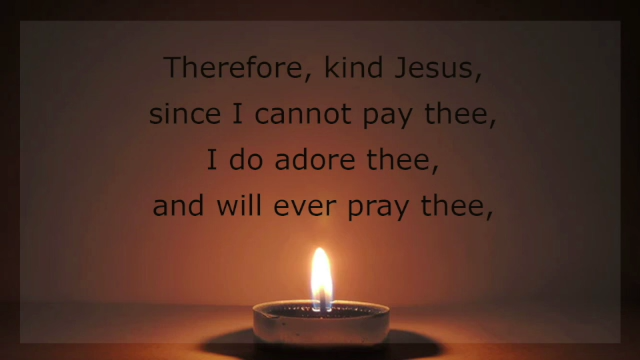 Therefore, kind Jesus,
since I cannot pay thee,
I do adore thee,
and will ever pray thee,